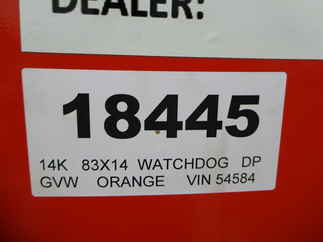 DEALER:
18445
14K 83X14 WATCHDOG DP
GVW ORANGE VIN 54584